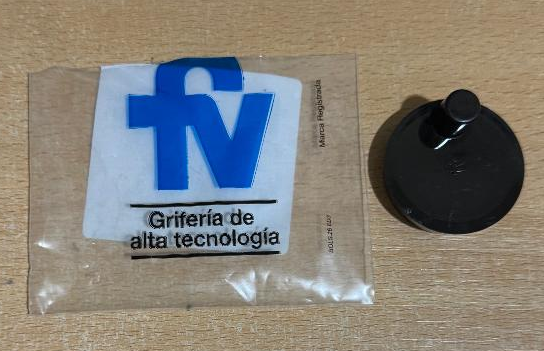 fv
Grifería de
alta tecnología
Marca Registrada